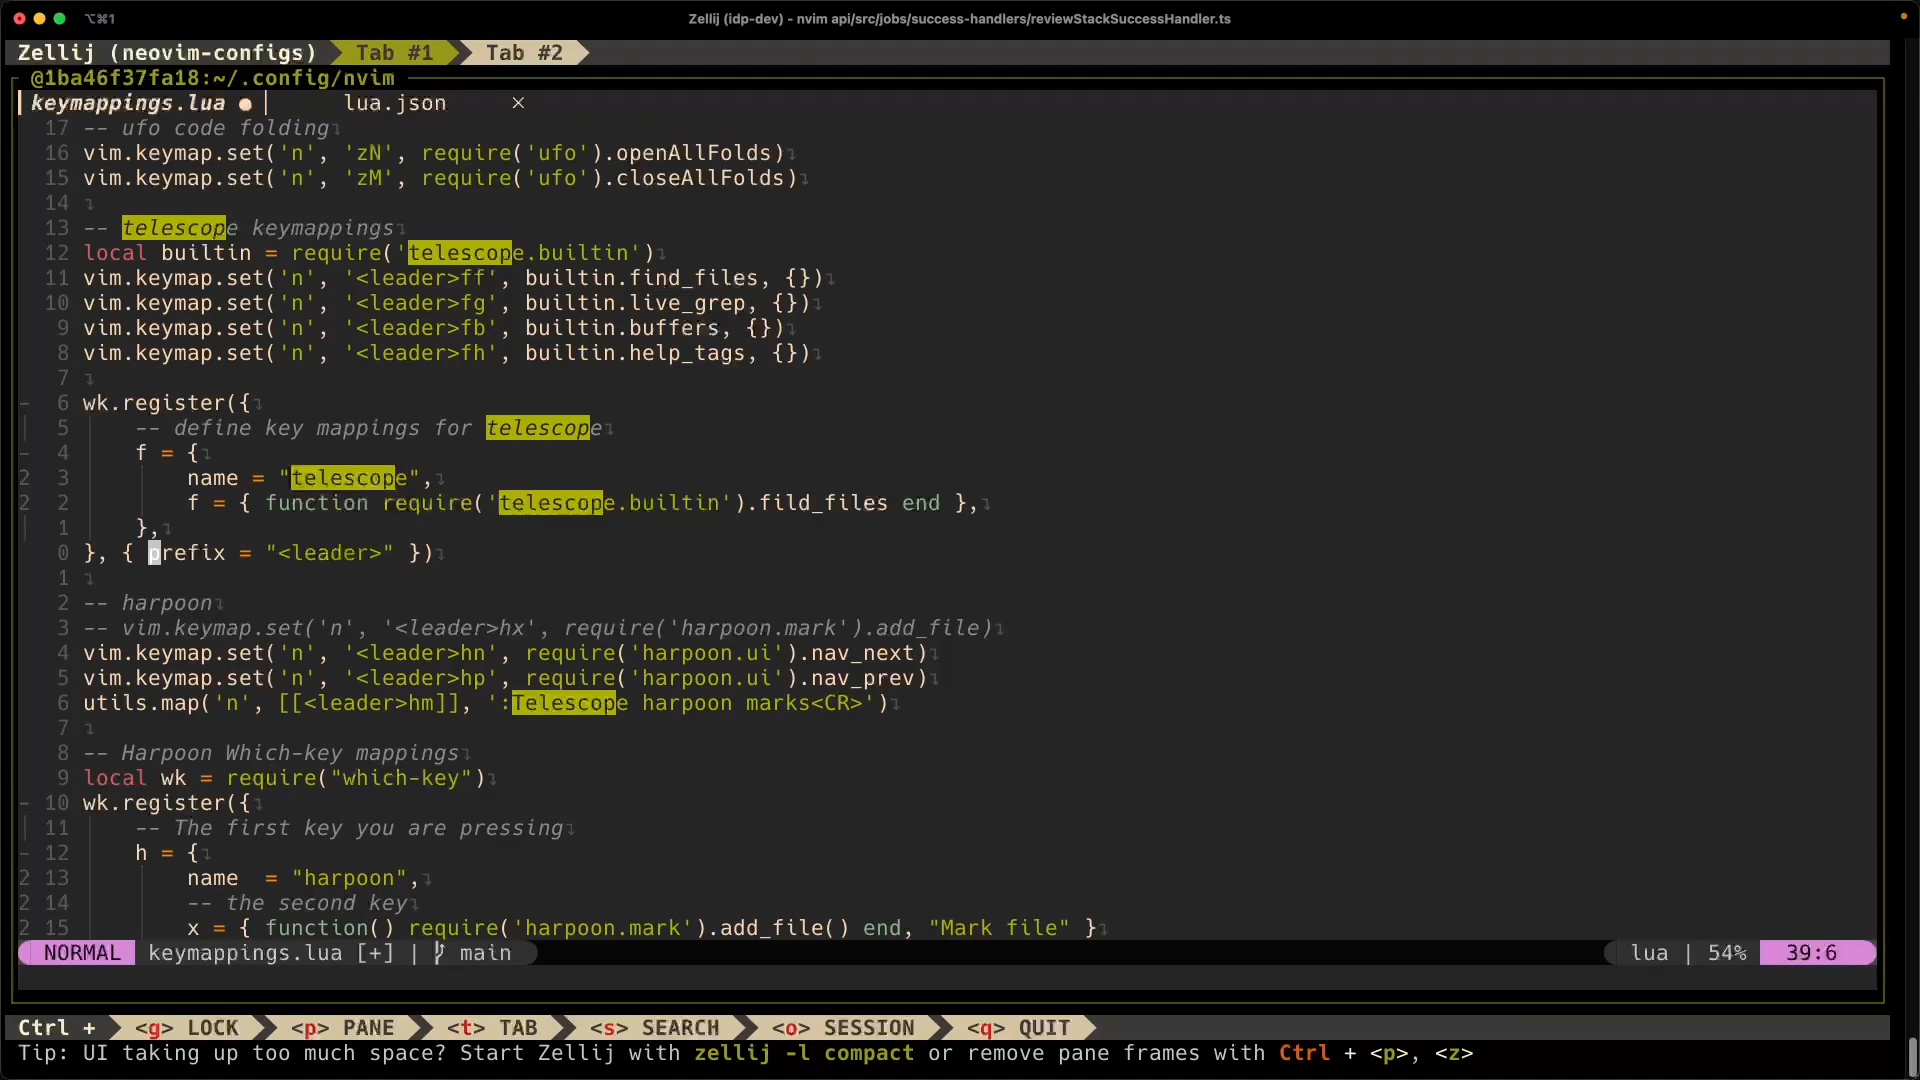 ⌥⌘1 Zellij (idp-dev) - nvim api/src/jobs/success-handlers/reviewStackSuccessHandler.ts
Zellij (neovim-configs) Tab #1 Tab #2
@1ba46f37fa18:~/.config/nvim
keymappings.lua ● | lua.json ×
17 -- ufo code folding
16 vim.keymap.set('n', 'zN', require('ufo').openAllFolds)
15 vim.keymap.set('n', 'zM', require('ufo').closeAllFolds)
14
13 -- telescope keymappings
12 local builtin = require('telescope.builtin')
11 vim.keymap.set('n', '<leader>ff', builtin.find_files, {})
10 vim.keymap.set('n', '<leader>fg', builtin.live_grep, {})
9 vim.keymap.set('n', '<leader>fb', builtin.buffers, {})
8 vim.keymap.set('n', '<leader>fh', builtin.help_tags, {})
7
- 6 wk.register({
5 -- define key mappings for telescope
- 4 f = {
2 3 name = "telescope",
2 2 f = { function require('telescope.builtin').fild_files end },
1 },
0 }, { prefix = "<leader>" })
1
2 -- harpoon
3 -- vim.keymap.set('n', '<leader>hx', require('harpoon.mark').add_file)
4 vim.keymap.set('n', '<leader>hn', require('harpoon.ui').nav_next)
5 vim.keymap.set('n', '<leader>hp', require('harpoon.ui').nav_prev)
6 utils.map('n', [[<leader>hm]], ':Telescope harpoon marks<CR>')
7
8 -- Harpoon Which-key mappings
9 local wk = require("which-key")
- 10 wk.register({
11 -- The first key you are pressing
- 12 h = {
2 13 name  = "harpoon",
2 14 -- the second key
2 15 x = { function() require('harpoon.mark').add_file() end, "Mark file" }
NORMAL keymappings.lua [+] | main lua | 54% 39:6
Ctrl + <g> LOCK <p> PANE <t> TAB <s> SEARCH <o> SESSION <q> QUIT
Tip: UI taking up too much space? Start Zellij with zellij -l compact or remove pane frames with Ctrl + <p>, <z>